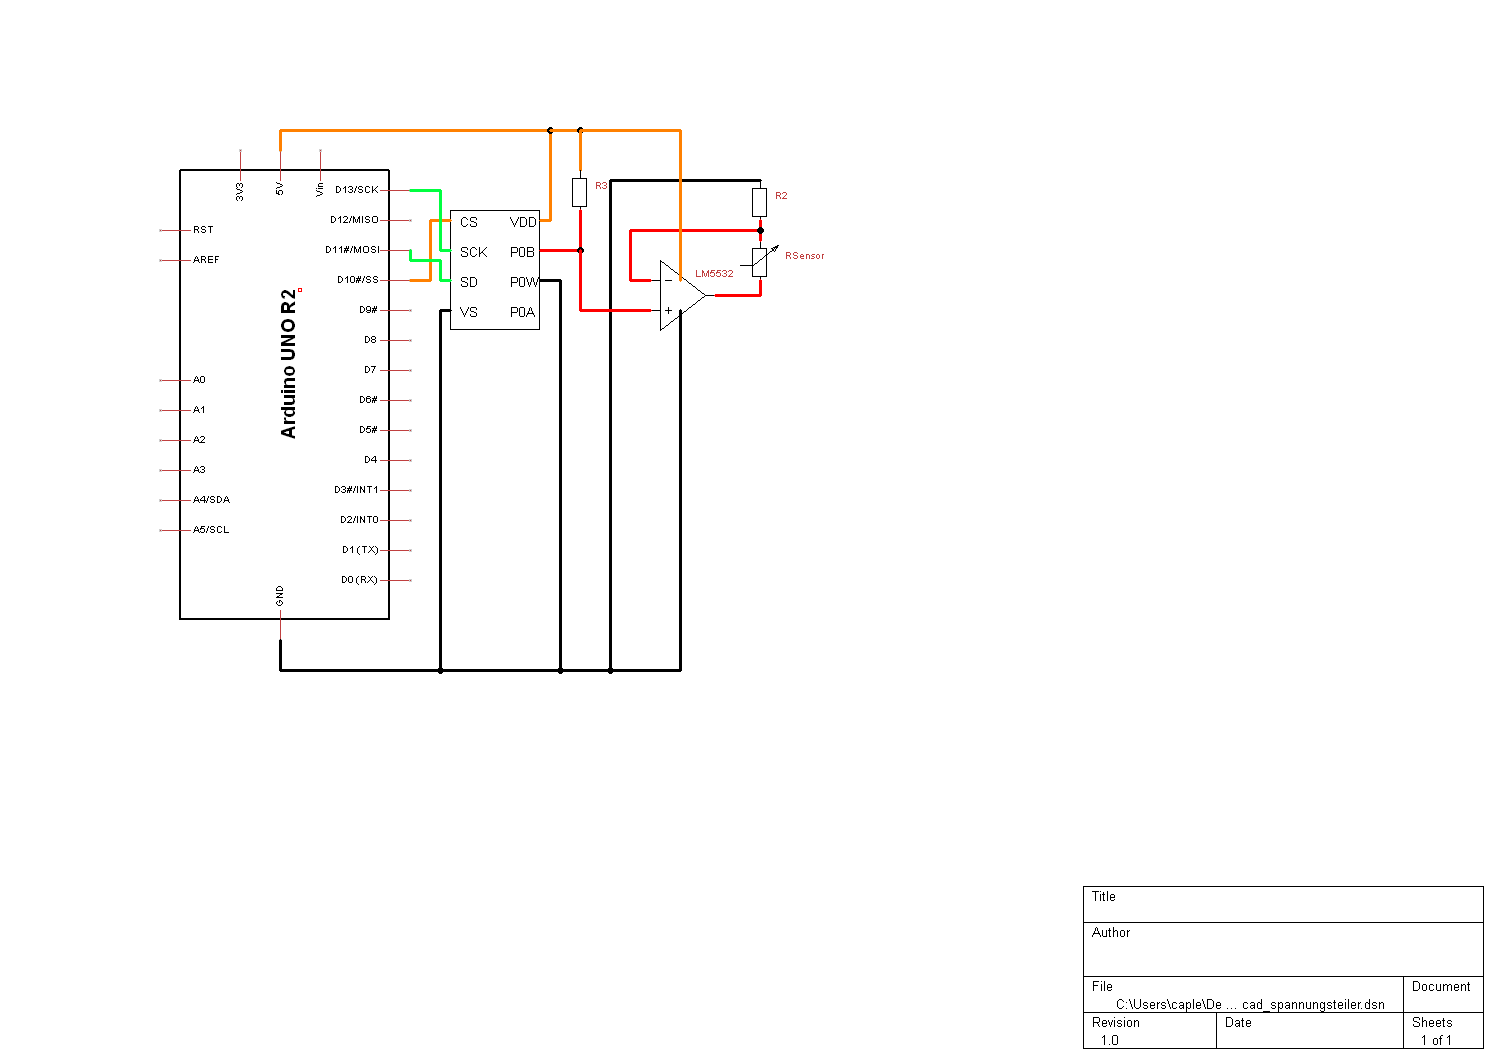 3V3
5V
Vin
RST
AREF
A0
A1
A2
A3
A4/SDA
A5/SCL
Arduino UNO R2
D13/SCK
D12/MISO
D11#/MOSI
D10#/SS
D9#
D8
D7
D6#
D5#
D4
D3#/INT1
D2/INT0
D1(TX)
D0(RX)
GND
CS VDD
SCK P0B
SD P0W
VS P0A
R3
R2
RSensor
LM5532
Title
Author
File Document
C:\Users\caple\De ... cad_spannungsteiler.dsn
Revision Date Sheets
1.0 1 of 1